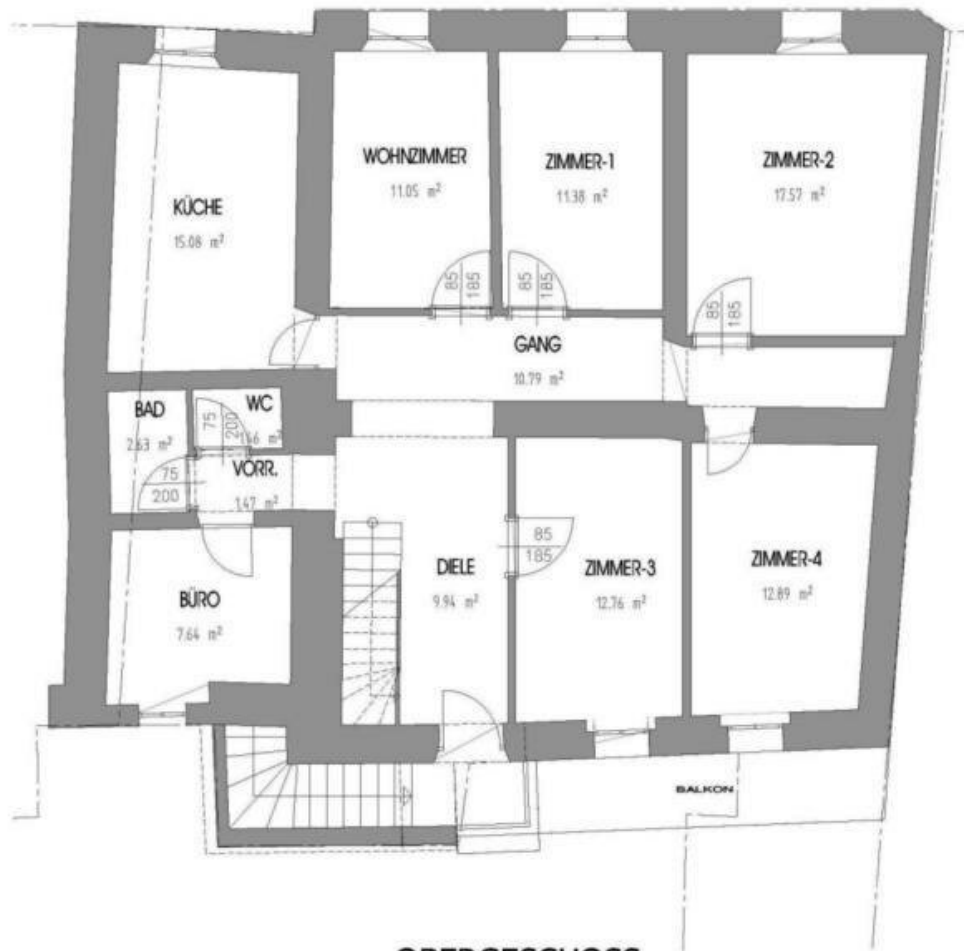 WOHNZIMMER
11.05 m²
ZIMMER-1
11.38 m²
ZIMMER-2
17.57 m²
KÜCHE
15.08 m²
85
185
85
185
85
185
GANG
10.79 m²
BAD
2.63 m²
WC
75
200
VORR.
1.47 m²
75
200
85
185
DIELE
9.94 m²
ZIMMER-3
12.76 m²
ZIMMER-4
12.89 m²
BÜRO
7.64 m²
BALKON